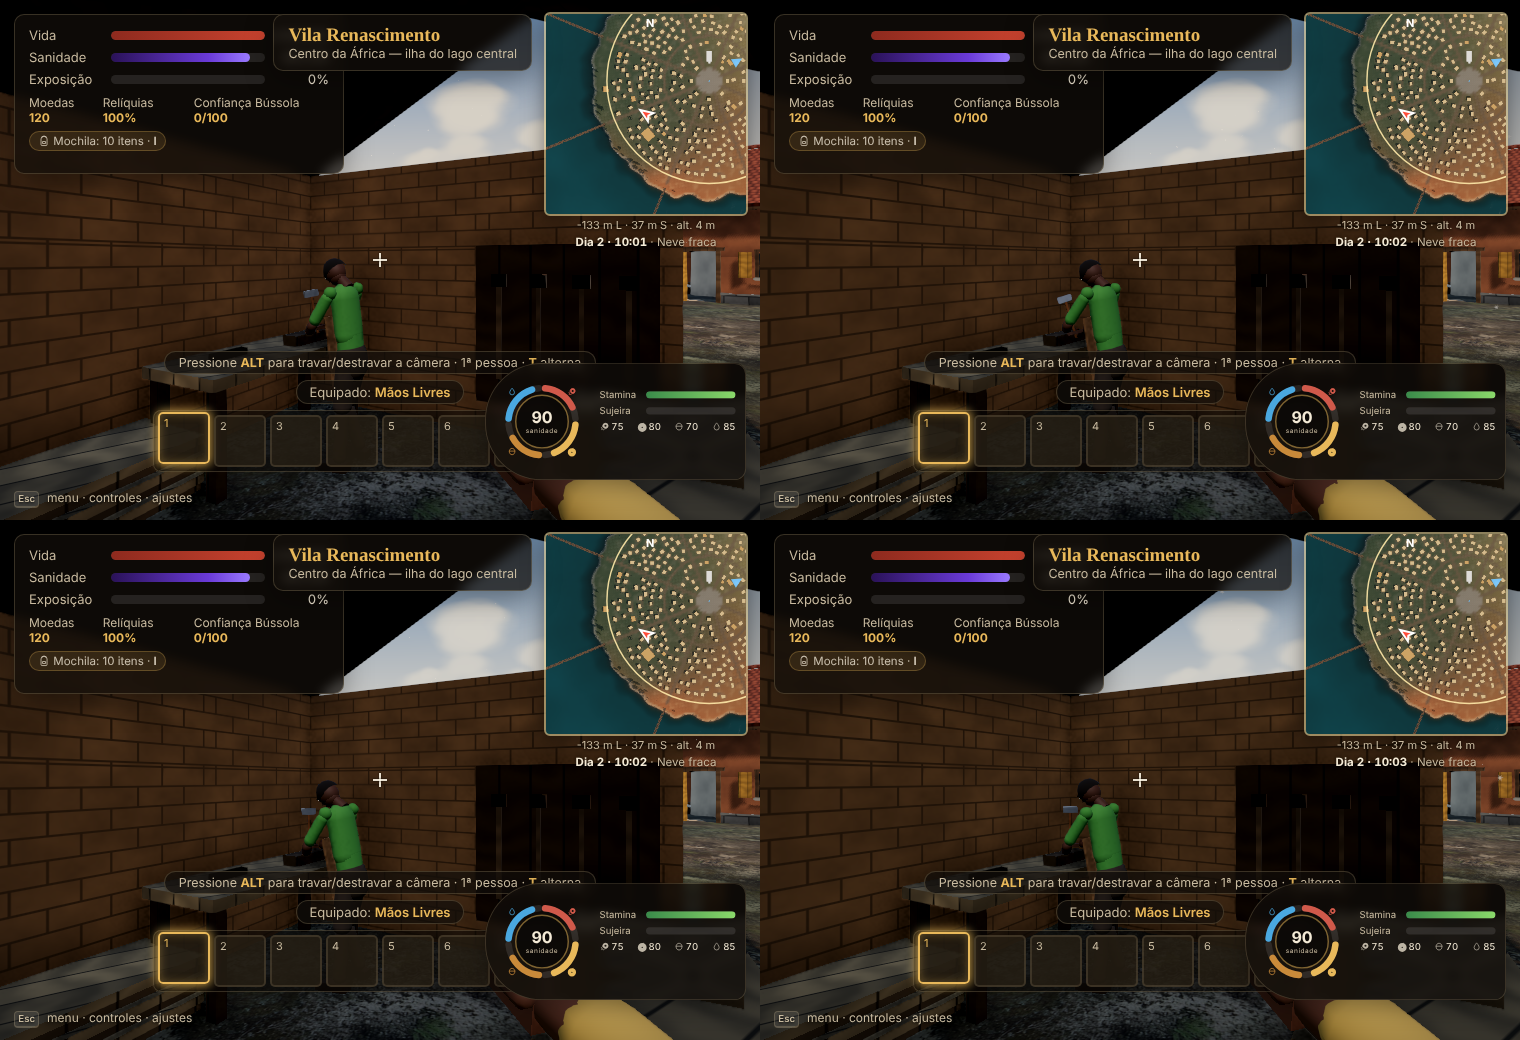 Vida
Sanidade
Exposição 0%
Moedas Relíquias Confiança Bússola
120 100% 0/100
Mochila: 10 itens · I
Vila Renascimento
Centro da África — ilha do lago central
N
-133 m L · 37 m S · alt. 4 m
Dia 2 · 10:01 · Neve fraca
Pressione ALT para travar/destravar a câmera · 1ª pessoa · T alterna
Equipado: Mãos Livres
1 2 3 4 5 6
90
sanidade
Stamina
Sujeira
75 80 70 85
Esc menu · controles · ajustes
Vida
Sanidade
Exposição 0%
Moedas Relíquias Confiança Bússola
120 100% 0/100
Mochila: 10 itens · I
Vila Renascimento
Centro da África — ilha do lago central
N
-133 m L · 37 m S · alt. 4 m
Dia 2 · 10:02 · Neve fraca
Pressione ALT para travar/destravar a câmera · 1ª pessoa · T alterna
Equipado: Mãos Livres
1 2 3 4 5 6
90
sanidade
Stamina
Sujeira
75 80 70 85
Esc menu · controles · ajustes
Vida
Sanidade
Exposição 0%
Moedas Relíquias Confiança Bússola
120 100% 0/100
Mochila: 10 itens · I
Vila Renascimento
Centro da África — ilha do lago central
N
-133 m L · 37 m S · alt. 4 m
Dia 2 · 10:02 · Neve fraca
Pressione ALT para travar/destravar a câmera · 1ª pessoa · T alterna
Equipado: Mãos Livres
1 2 3 4 5 6
90
sanidade
Stamina
Sujeira
75 80 70 85
Esc menu · controles · ajustes
Vida
Sanidade
Exposição 0%
Moedas Relíquias Confiança Bússola
120 100% 0/100
Mochila: 10 itens · I
Vila Renascimento
Centro da África — ilha do lago central
N
-133 m L · 37 m S · alt. 4 m
Dia 2 · 10:03 · Neve fraca
Pressione ALT para travar/destravar a câmera · 1ª pessoa · T alterna
Equipado: Mãos Livres
1 2 3 4 5 6
90
sanidade
Stamina
Sujeira
75 80 70 85
Esc menu · controles · ajustes